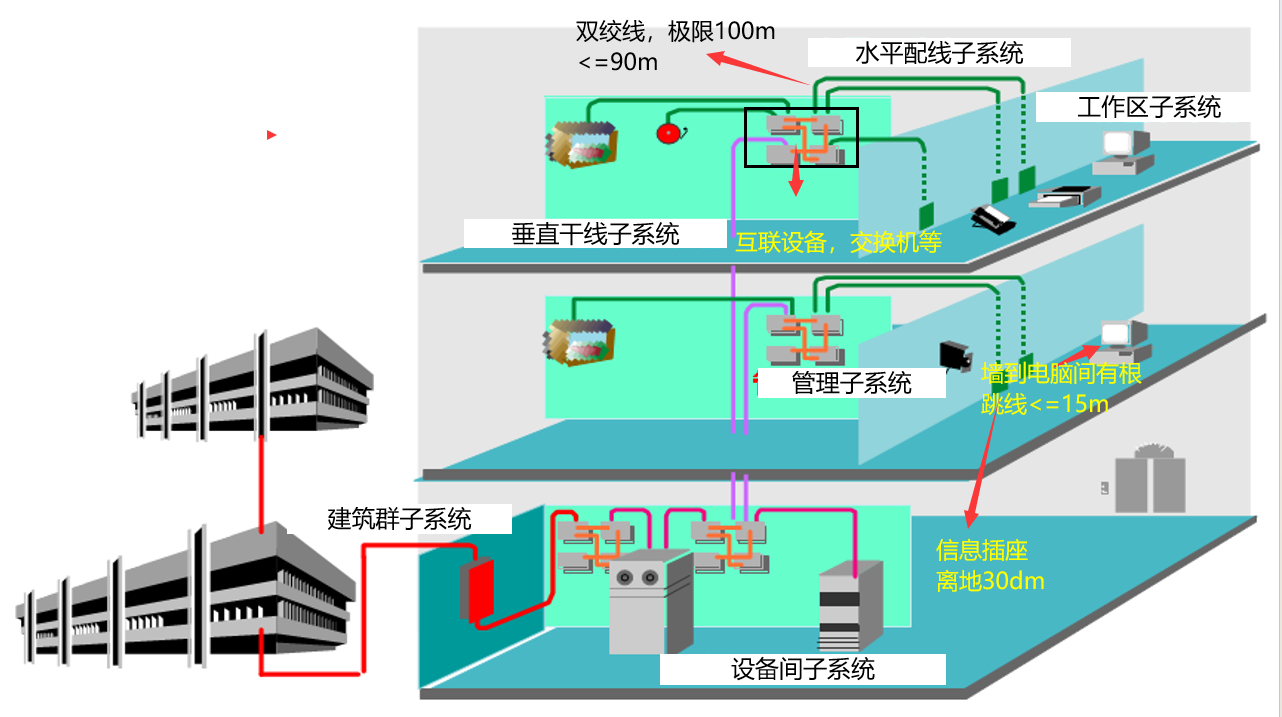 双绞线，极限100m
<=90m
水平配线子系统
工作区子系统
垂直干线子系统
互联设备，交换机等
管理子系统
墙到电脑间有根
跳线<=15m
建筑群子系统
信息插座
离地30dm
设备间子系统